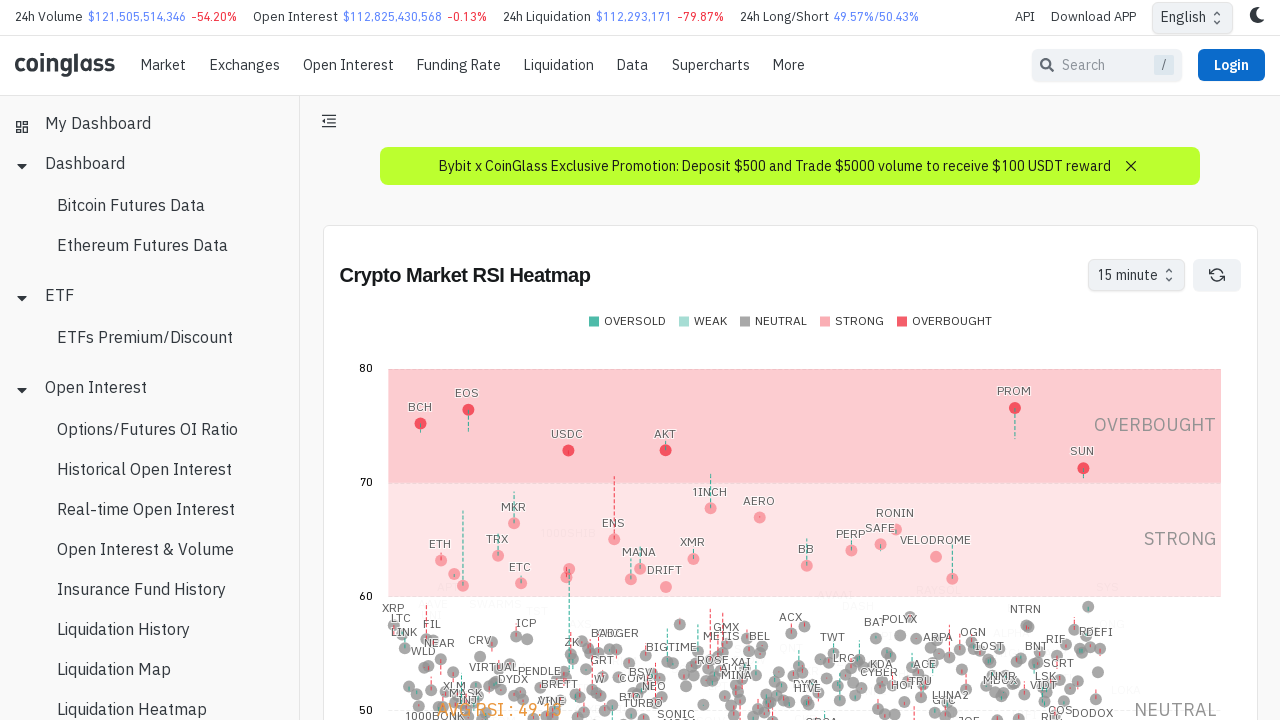 24h Volume $121,505,514,346 -54.20% Open Interest $112,825,430,568 -0.13% 24h Liquidation $112,293,171 -79.87% 24h Long/Short 49.57%/50.43% API Download APP English
coinglass Market Exchanges Open Interest Funding Rate Liquidation Data Supercharts More Search / Login
My Dashboard
Dashboard
Bitcoin Futures Data
Ethereum Futures Data
ETF
ETFs Premium/Discount
Open Interest
Options/Futures OI Ratio
Historical Open Interest
Real-time Open Interest
Open Interest & Volume
Insurance Fund History
Liquidation History
Liquidation Map
Liquidation Heatmap
Bybit x CoinGlass Exclusive Promotion: Deposit $500 and Trade $5000 volume to receive $100 USDT reward
Crypto Market RSI Heatmap 15 minute
OVERSOLD WEAK NEUTRAL STRONG OVERBOUGHT
80
EOS PROM
BCH
OVERBOUGHT
USDC AKT
SUN
70
1INCH
AERO
MKR RONIN
ENS SAFE
PERP
TRX VELODROME
STRONG
ETH XMR
MANA BB
ETC DRIFT
60
XRP NTRN
LTC ACX
FIL ICP BAT POLYX
LINK GMX DEFI
METIS BEL TWT ARPA OGN
NEAR CRV ZK RIF
BIGTIME IOST BNT
WLD GRT ROSE XAI LRC KDA ACE SCRT
VIRTUAL BSV MINA CYBER NMR LSK
DYDX BRETT NEO HIVE HOT TRU VIDT
MASK TURBO LUNA2
INJ GTC
50
1000BONK SONIC COS DODOX
NEUTRAL